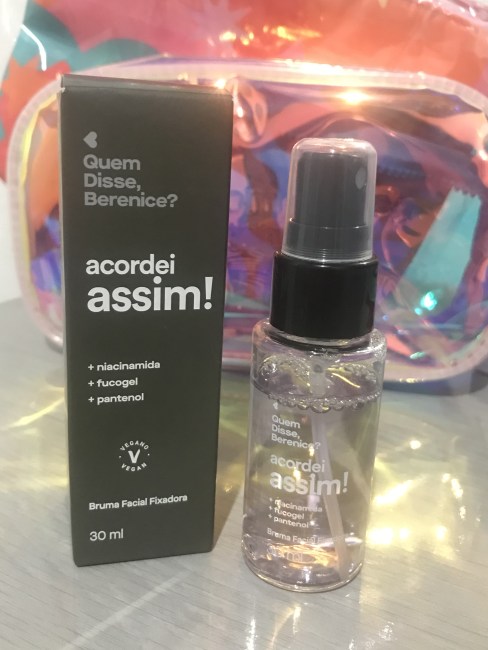 Quem
Disse,
Berenice?
acordei
assim!
+ niacinamida
+ fucogel
+ pantenol
VEGANO
V
VEGAN
Bruma Facial Fixadora
30 ml
Quem
Disse,
Berenice?
acordei
assim!
+ niacinamida
+ fucogel
+ pantenol
Bruma Facial